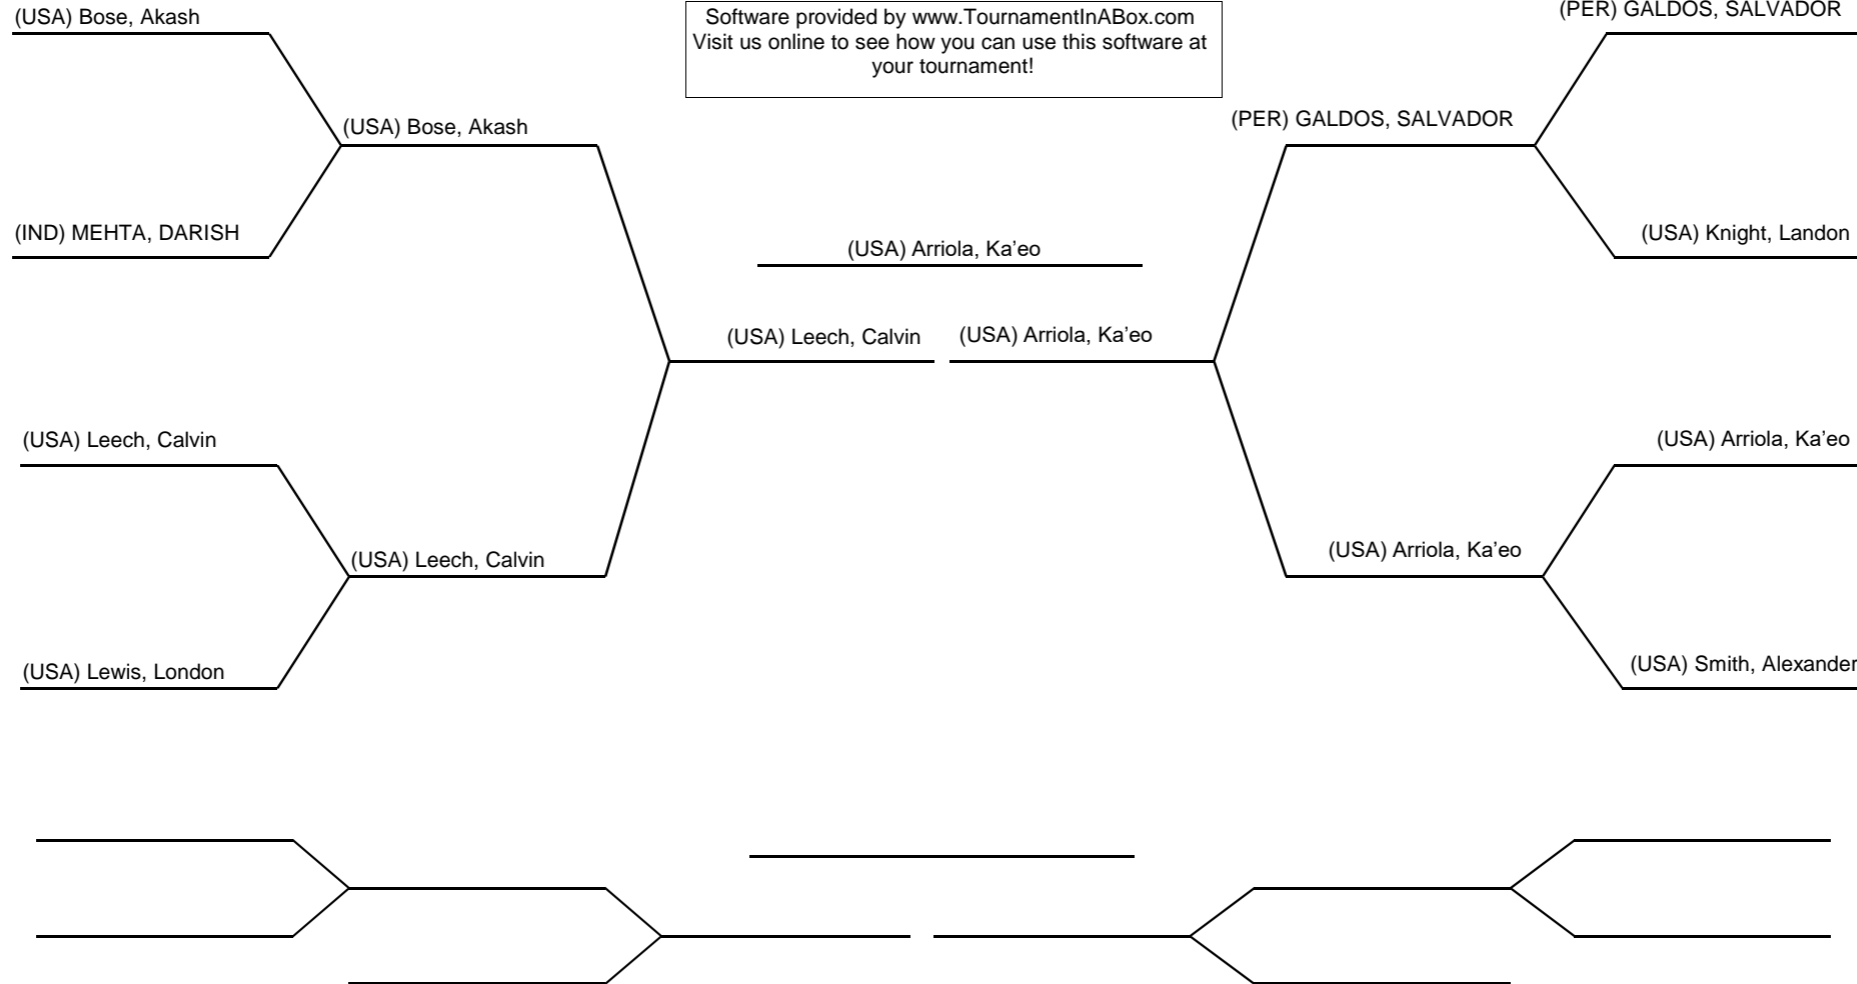 (USA) Bose, Akash
Software provided by www.TournamentInABox.com
Visit us online to see how you can use this software at
your tournament!
(PER) GALDOS, SALVADOR
(USA) Bose, Akash
(PER) GALDOS, SALVADOR
(IND) MEHTA, DARISH
(USA) Arriola, Ka’eo
(USA) Knight, Landon
(USA) Leech, Calvin
(USA) Arriola, Ka’eo
(USA) Leech, Calvin
(USA) Arriola, Ka’eo
(USA) Leech, Calvin
(USA) Arriola, Ka’eo
(USA) Lewis, London
(USA) Smith, Alexander